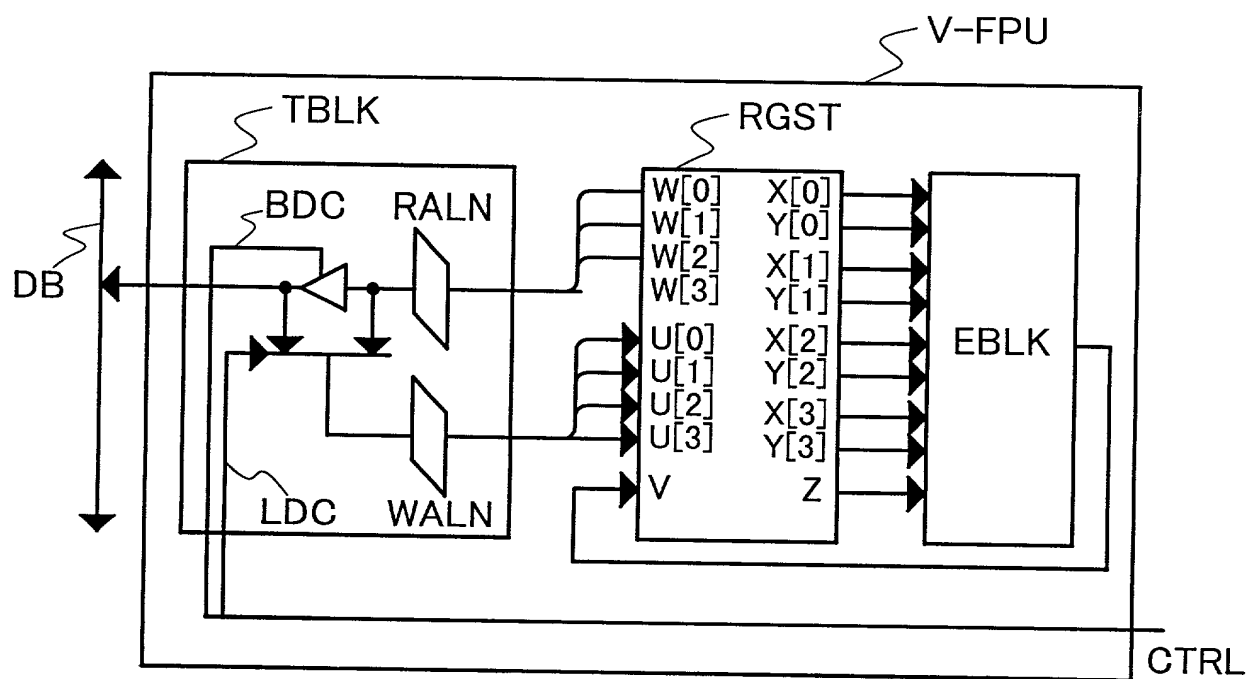 V-FPU
TBLK
RGST
BDC
RALN
DB
LDC
WALN
W[0]
W[1]
W[2]
W[3]
U[0]
U[1]
U[2]
U[3]
V
X[0]
Y[0]
X[1]
Y[1]
X[2]
Y[2]
X[3]
Y[3]
Z
EBLK
CTRL